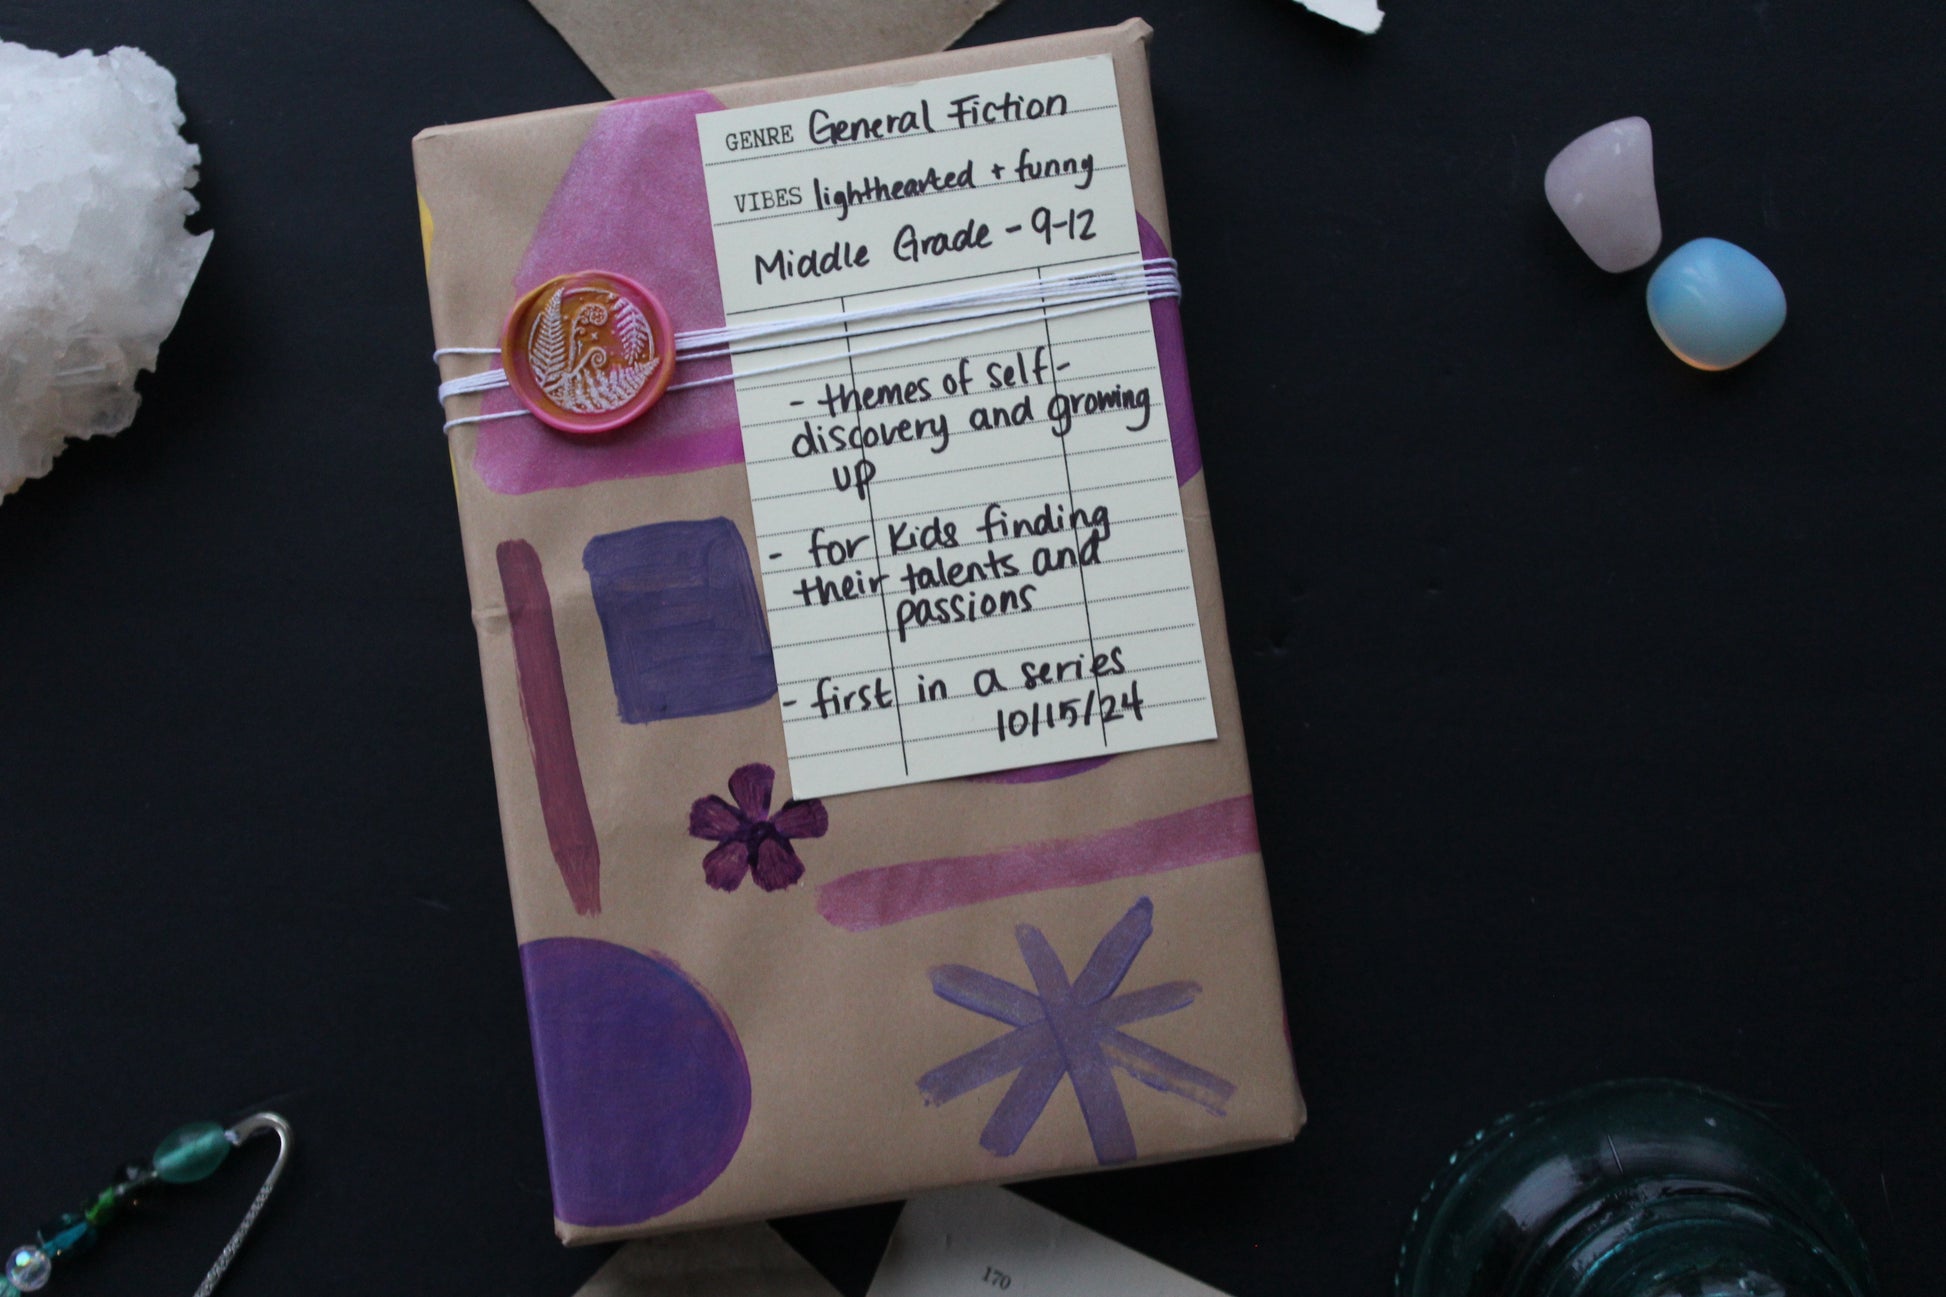 GENRE General Fiction
VIBES lighthearted + funny
Middle Grade - 9-12
- themes of self-
discovery and growing
up
- for kids finding
their talents and
passions
- first in a series
10/15/24
170